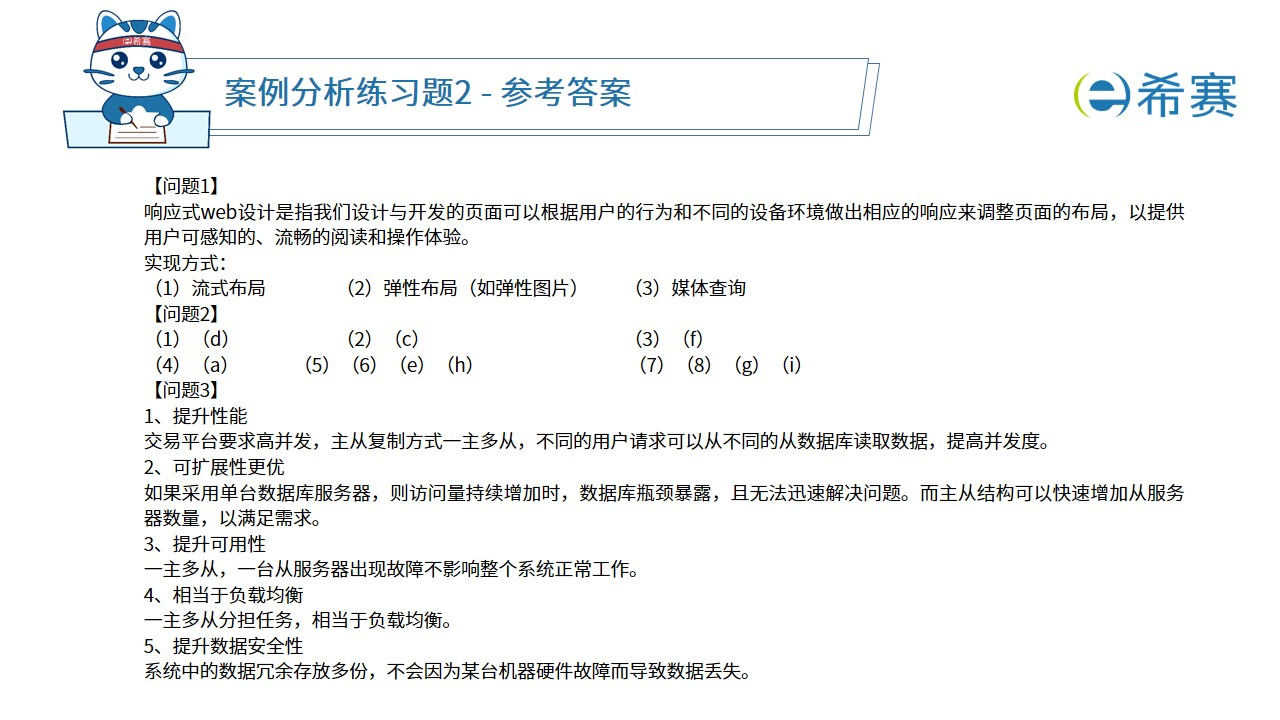 希赛
案例分析练习题2 - 参考答案
希赛
【问题1】
响应式web设计是指我们设计与开发的页面可以根据用户的行为和不同的设备环境做出相应的响应来调整页面的布局，以提供
用户可感知的、流畅的阅读和操作体验。
实现方式：
（1）流式布局 （2）弹性布局（如弹性图片） （3）媒体查询
【问题2】
（1）（d） （2）（c） （3）（f）
（4）（a） （5）（6）（e）（h） （7）（8）（g）（i）
【问题3】
1、提升性能
交易平台要求高并发，主从复制方式一主多从，不同的用户请求可以从不同的从数据库读取数据，提高并发度。
2、可扩展性更优
如果采用单台数据库服务器，则访问量持续增加时，数据库瓶颈暴露，且无法迅速解决问题。而主从结构可以快速增加从服务
器数量，以满足需求。
3、提升可用性
一主多从，一台从服务器出现故障不影响整个系统正常工作。
4、相当于负载均衡
一主多从分担任务，相当于负载均衡。
5、提升数据安全性
系统中的数据冗余存放多份，不会因为某台机器硬件故障而导致数据丢失。